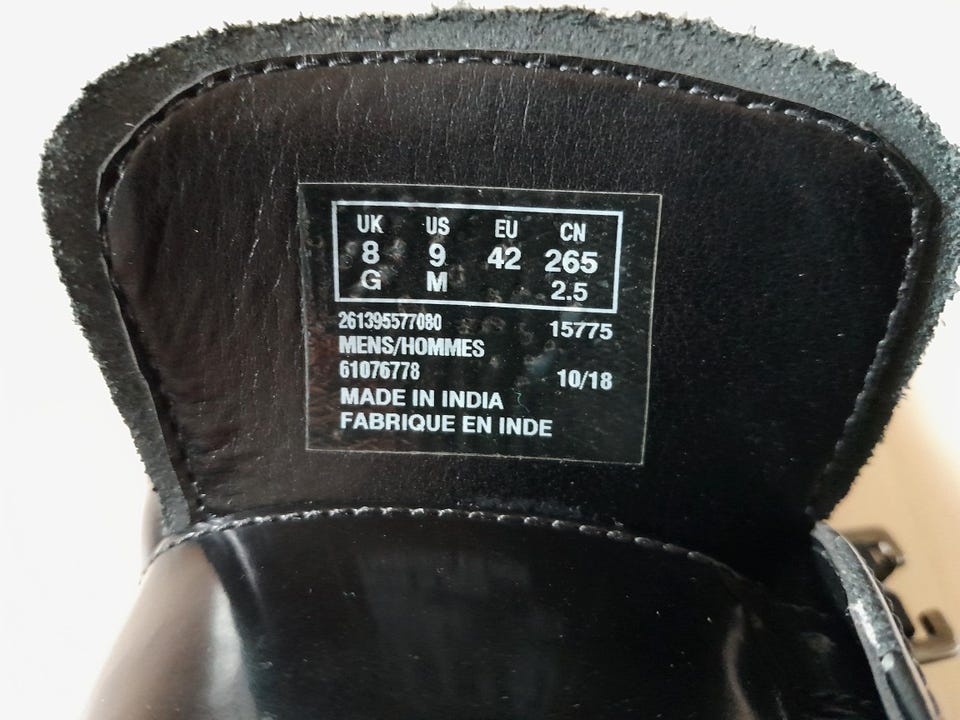 UK US EU CN
8 9 42 265
G M 2.5
261395577080 15775
MENS/HOMMES
61076778 10/18
MADE IN INDIA
FABRIQUE EN INDE